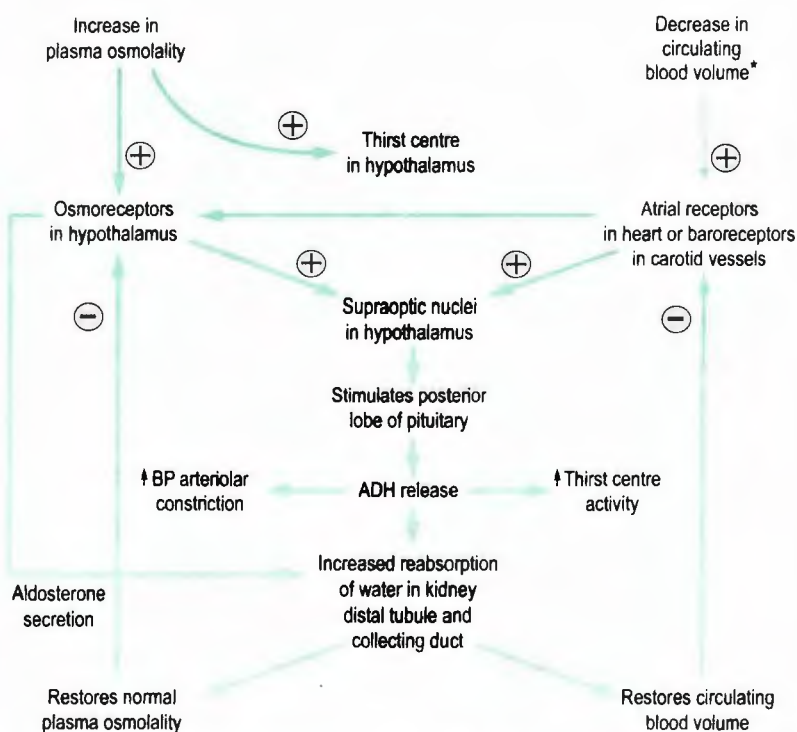 Increase in
plasma osmolality
Decrease in
circulating
blood volume*
+
+
+
Thirst centre
in hypothalamus
Osmoreceptors
in hypothalamus
Atrial receptors
in heart or baroreceptors
in carotid vessels
+
+
−
−
Supraoptic nuclei
in hypothalamus
Stimulates posterior
lobe of pituitary
↑ BP arteriolar
constriction
ADH release
↑ Thirst centre
activity
Increased reabsorption
of water in kidney
distal tubule and
collecting duct
Aldosterone
secretion
Restores normal
plasma osmolality
Restores circulating
blood volume